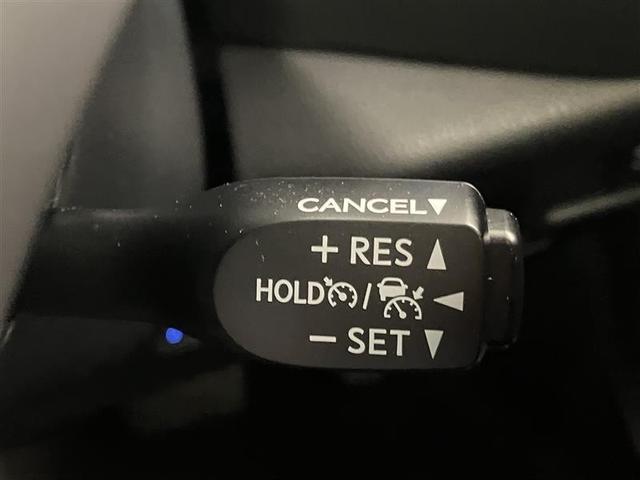 CANCEL▼
+ RES ▲
HOLD / ◀
− SET ▼